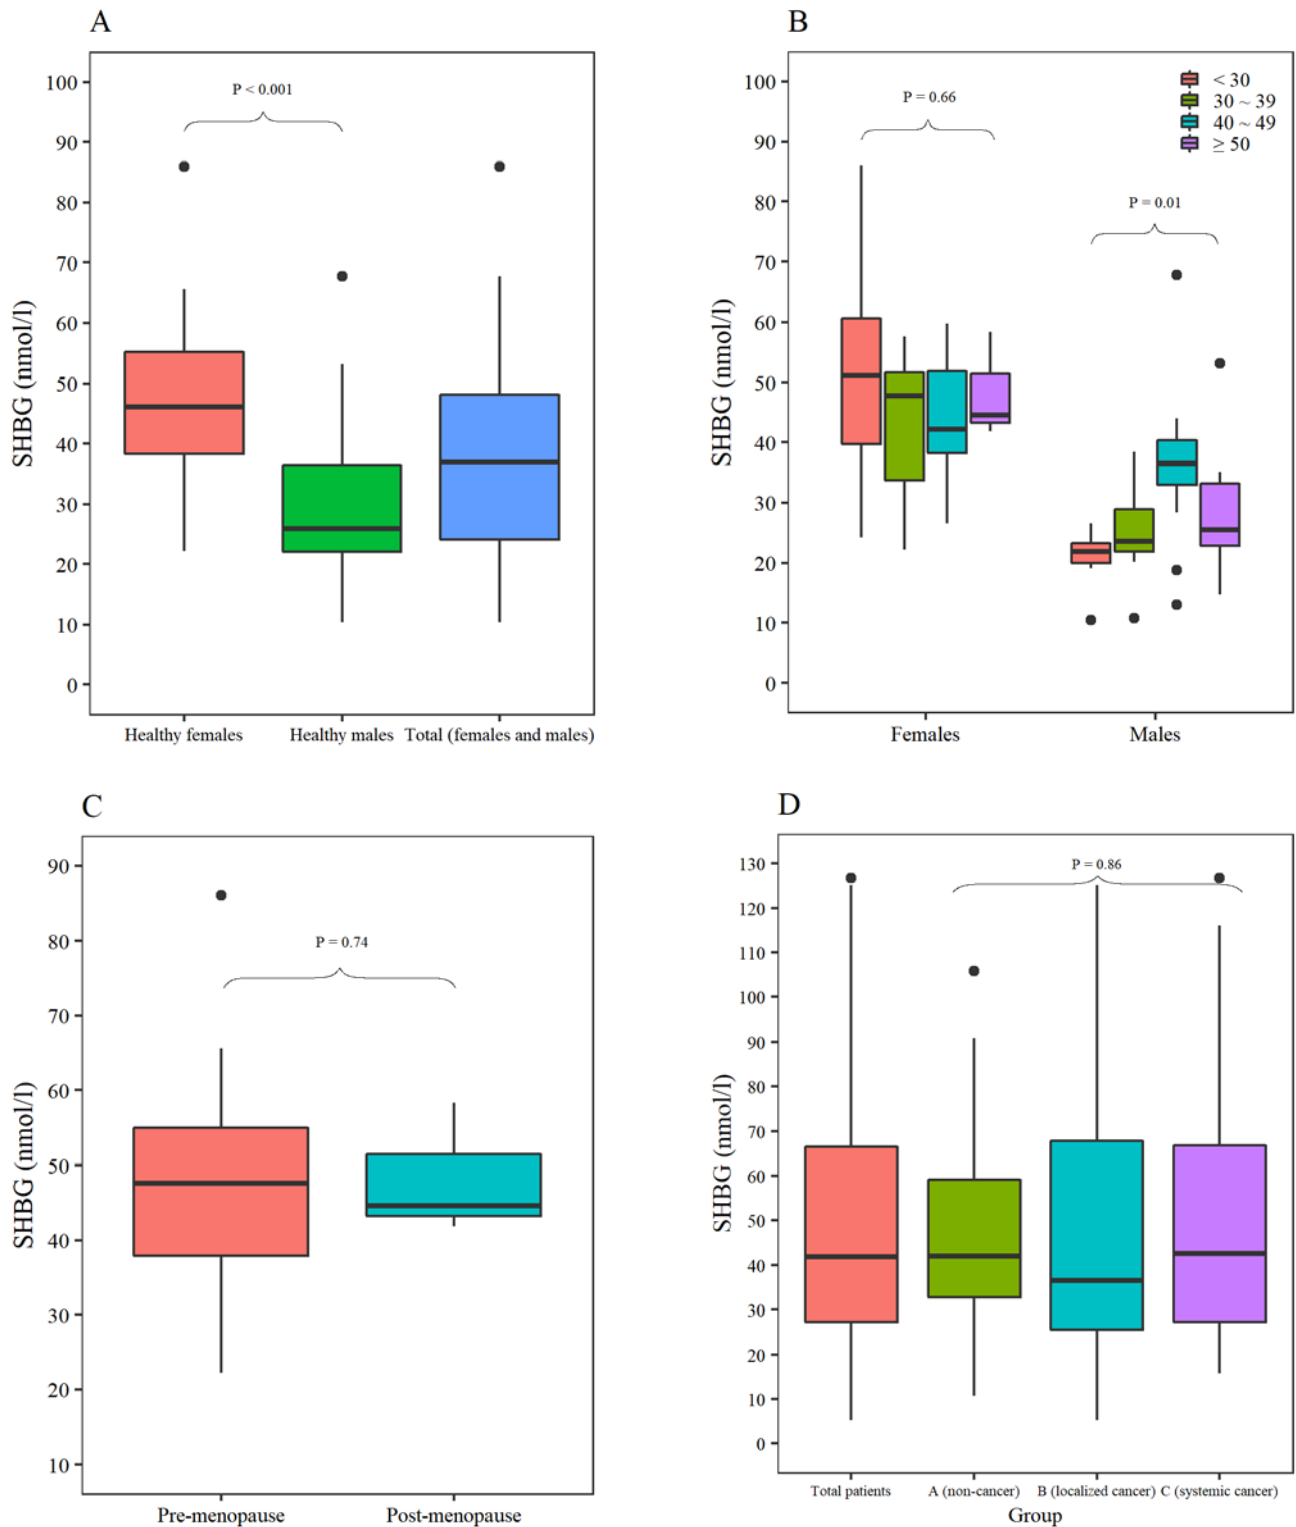 A
SHBG (nmol/l)
100
90
80
70
60
50
40
30
20
10
0
P < 0.001
Healthy females
Healthy males
Total (females and males)
B
SHBG (nmol/l)
100
90
80
70
60
50
40
30
20
10
0
P = 0.66
P = 0.01
< 30
30 ~ 39
40 ~ 49
≥ 50
Females
Males
C
SHBG (nmol/l)
90
80
70
60
50
40
30
20
10
P = 0.74
Pre-menopause
Post-menopause
D
SHBG (nmol/l)
130
120
110
100
90
80
70
60
50
40
30
20
10
0
P = 0.86
Total patients
A (non-cancer)
B (localized cancer)
C (systemic cancer)
Group